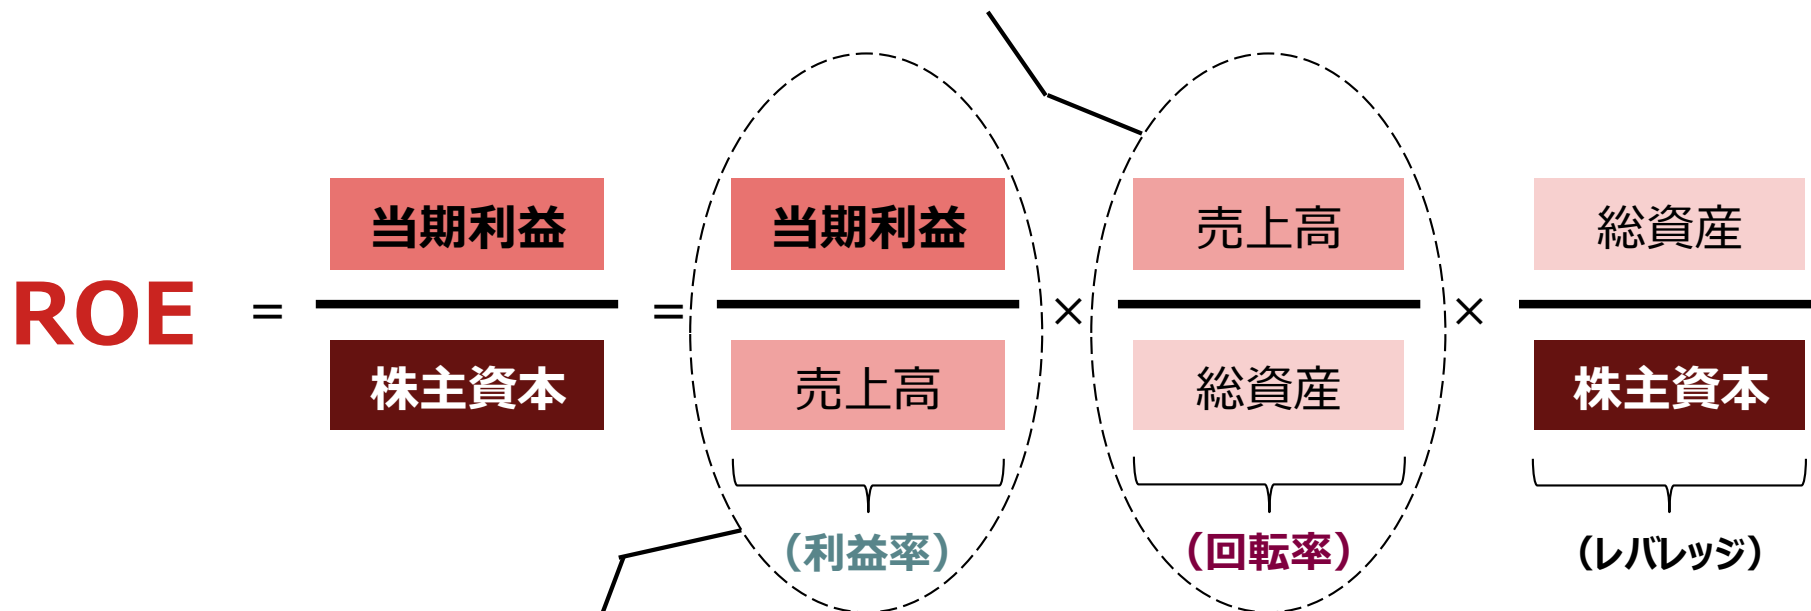 当期利益 当期利益 売上高 総資産
ROE = = × ×
株主資本 売上高 総資産 株主資本
(利益率) (回転率) (レバレッジ)